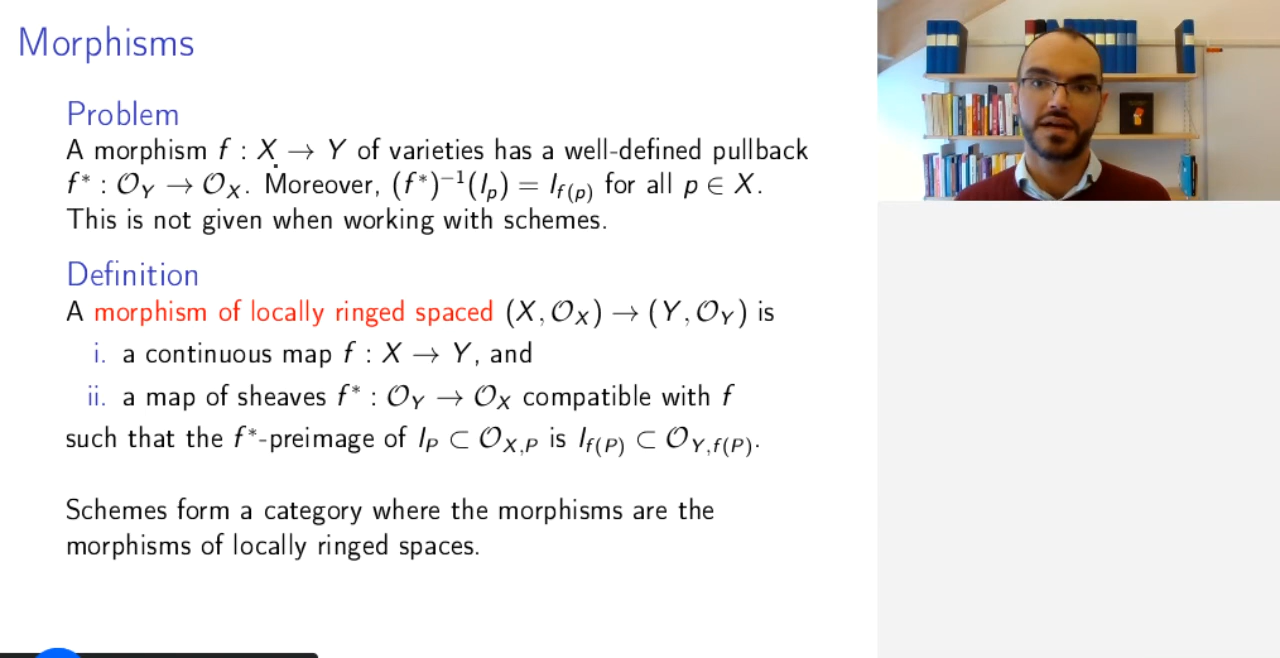 Morphisms
Problem
A morphism f : X → Y of varieties has a well-defined pullback
f* : 𝒪_Y → 𝒪_X. Moreover, (f*)⁻¹(I_p) = I_{f(p)} for all p ∈ X.
This is not given when working with schemes.
Definition
A morphism of locally ringed spaced (X, 𝒪_X) → (Y, 𝒪_Y) is
i. a continuous map f : X → Y, and
ii. a map of sheaves f* : 𝒪_Y → 𝒪_X compatible with f
such that the f*-preimage of I_P ⊂ 𝒪_{X,P} is I_{f(P)} ⊂ 𝒪_{Y,f(P)}.
Schemes form a category where the morphisms are the
morphisms of locally ringed spaces.